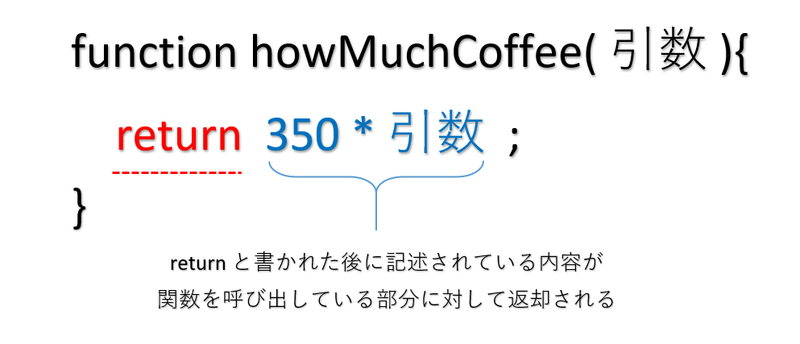 function howMuchCoffee( 引数 ){
return 350 * 引数 ;
}
return と書かれた後に記述されている内容が
関数を呼び出している部分に対して返却される